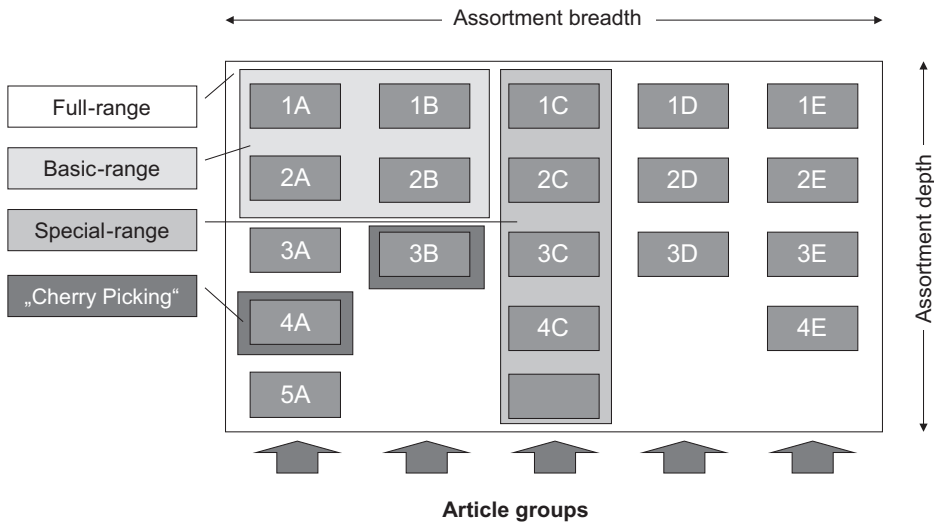 Assortment breadth
Full-range
Basic-range
Special-range
„Cherry Picking“
1A 1B 1C 1D 1E
2A 2B 2C 2D 2E
3A 3B 3C 3D 3E
4A 4C 4E
5A
Assortment depth
Article groups